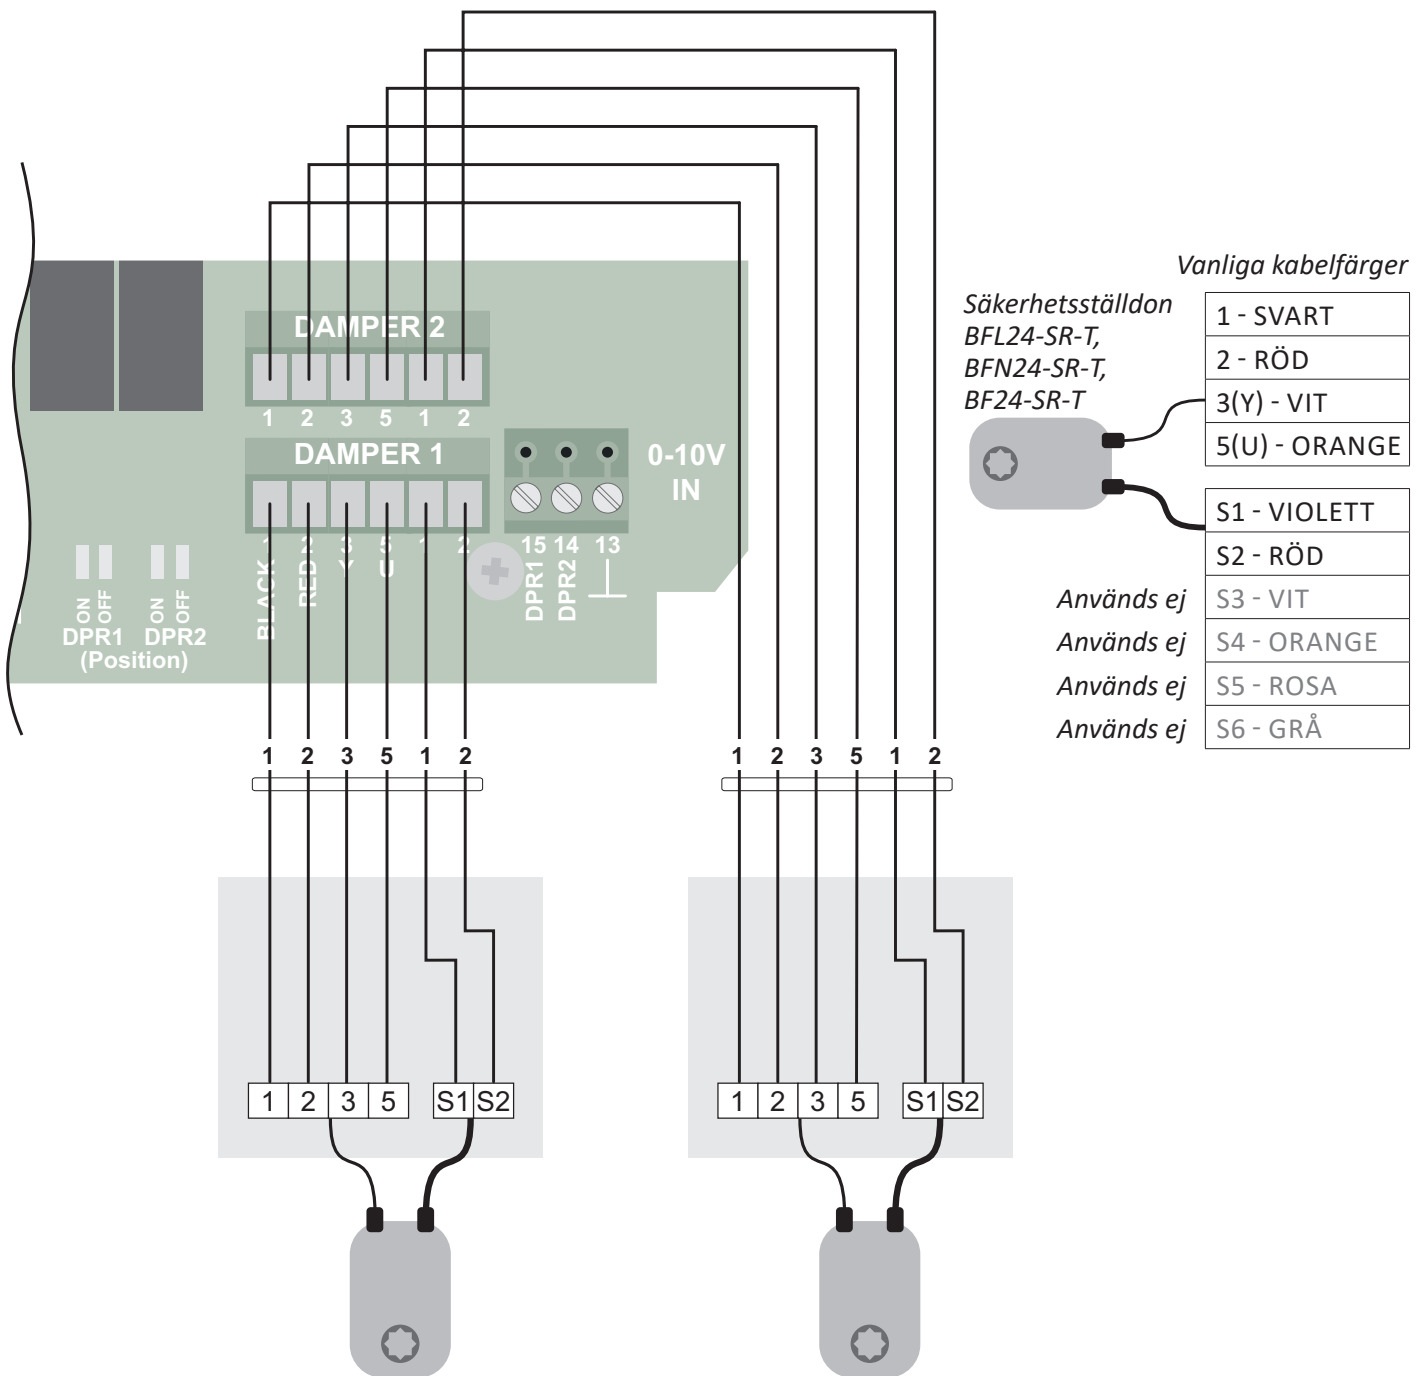 Vanliga kabelfärger
Säkerhetsställdon
BFL24-SR-T,
BFN24-SR-T,
BF24-SR-T
1 - SVART
2 - RÖD
3(Y) - VIT
5(U) - ORANGE
S1 - VIOLETT
S2 - RÖD
Används ej S3 - VIT
Används ej S4 - ORANGE
Används ej S5 - ROSA
Används ej S6 - GRÅ
DAMPER 2
1 2 3 5 1 2
DAMPER 1
1 2 3 5 1 2
BLACK RED Y U
0-10V
IN
15 14 13
DPR1 DPR2
ON OFF ON OFF
DPR1 DPR2
(Position)
1 2 3 5 1 2
1 2 3 5 1 2
1 2 3 5 S1 S2
1 2 3 5 S1 S2